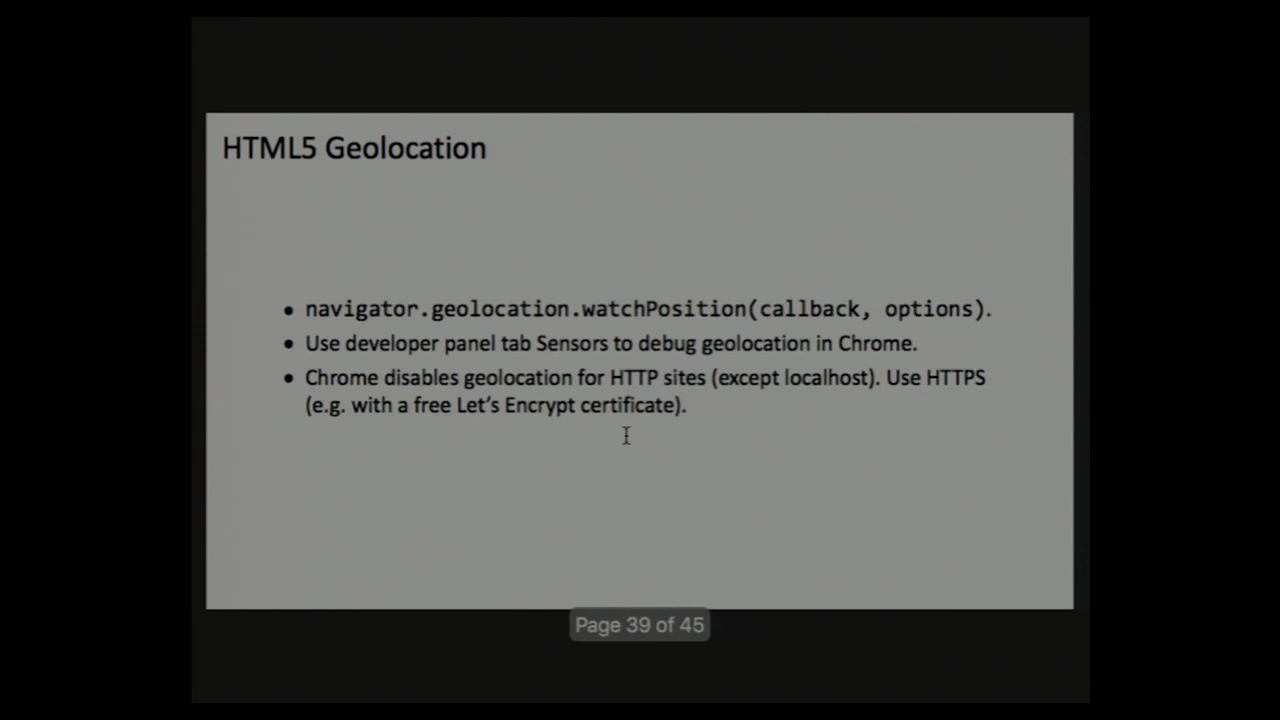 HTML5 Geolocation
• navigator.geolocation.watchPosition(callback, options).
• Use developer panel tab Sensors to debug geolocation in Chrome.
• Chrome disables geolocation for HTTP sites (except localhost). Use HTTPS
(e.g. with a free Let's Encrypt certificate).
Page 39 of 45